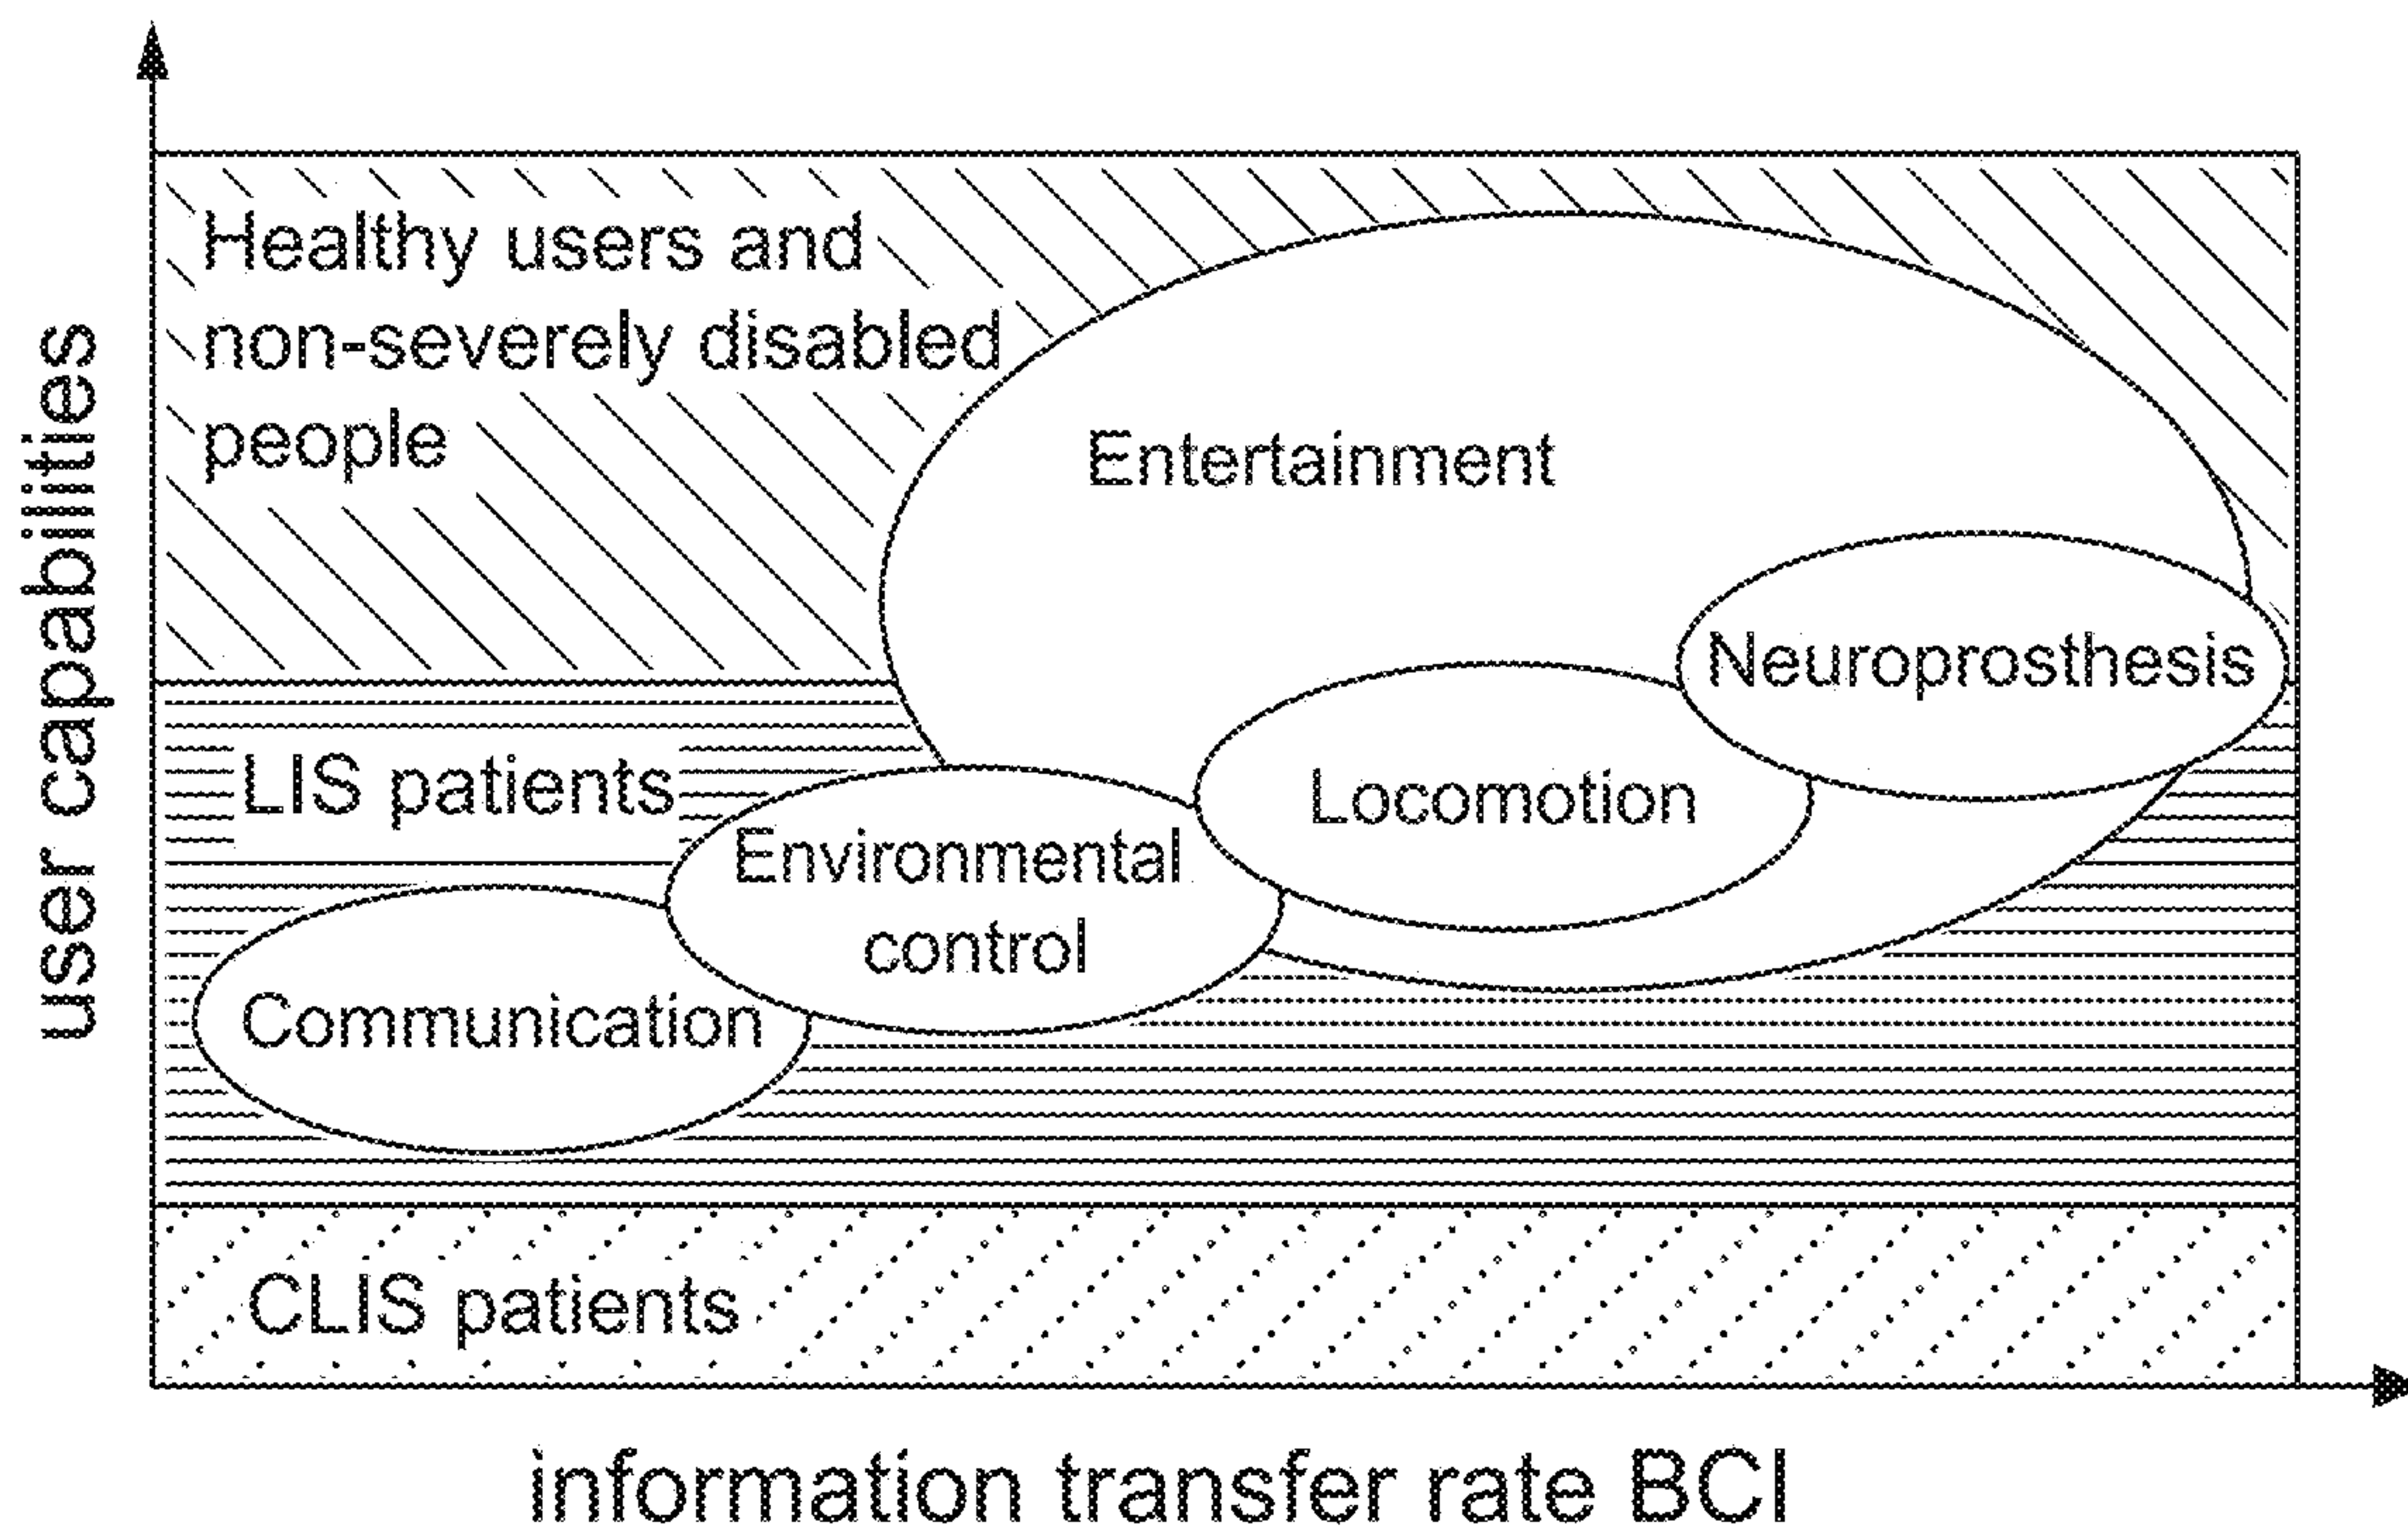 user capabilities
Healthy users and
non-severely disabled
people
Entertainment
Neuroprosthesis
LIS patients
Locomotion
Environmental
control
Communication
CLIS patients
information transfer rate BCI